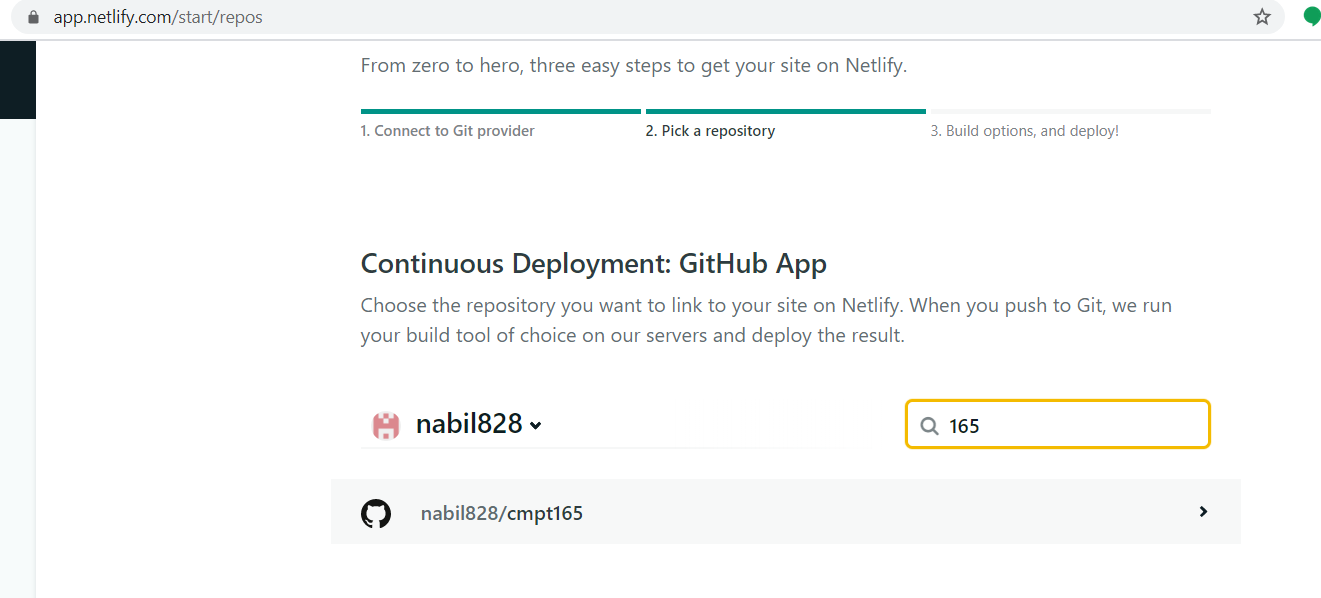 app.netlify.com/start/repos
From zero to hero, three easy steps to get your site on Netlify.
1. Connect to Git provider
2. Pick a repository
3. Build options, and deploy!
Continuous Deployment: GitHub App
Choose the repository you want to link to your site on Netlify. When you push to Git, we run
your build tool of choice on our servers and deploy the result.
nabil828
165
nabil828/cmpt165